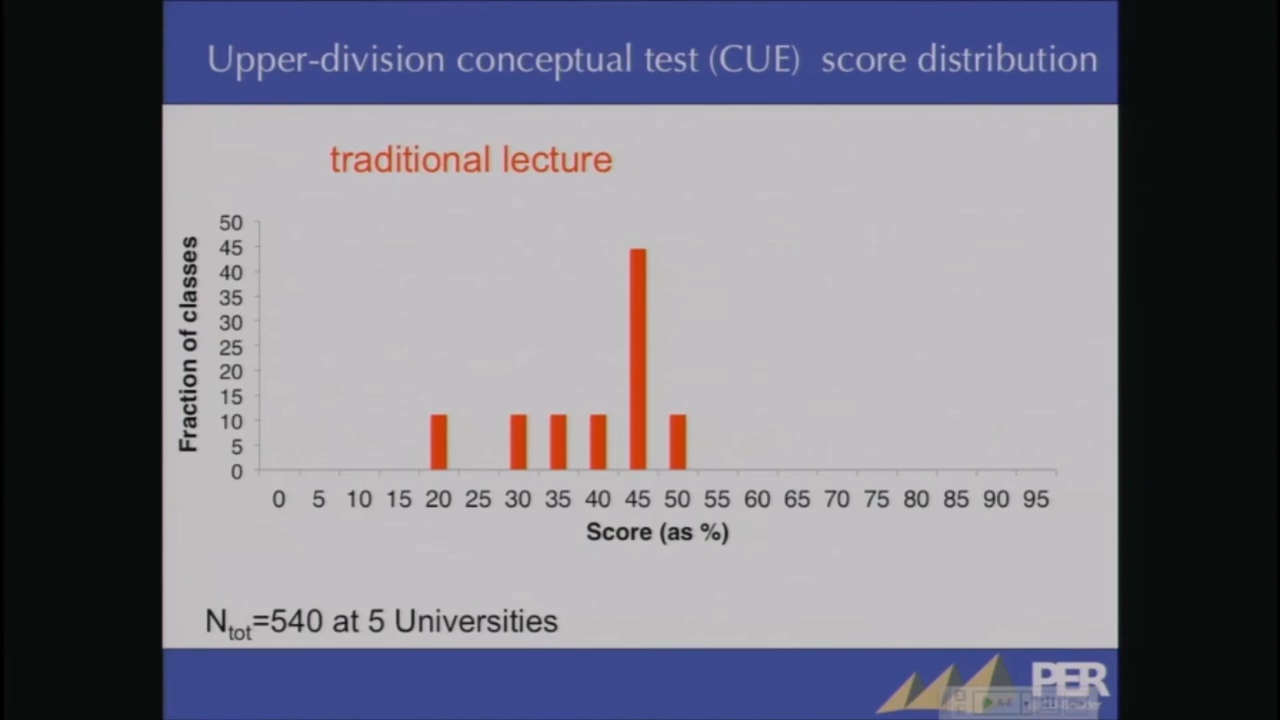 Upper-division conceptual test (CUE) score distribution
traditional lecture
Fraction of classes
50
45
40
35
30
25
20
15
10
5
0
0 5 10 15 20 25 30 35 40 45 50 55 60 65 70 75 80 85 90 95
Score (as %)
Ntot=540 at 5 Universities
PER